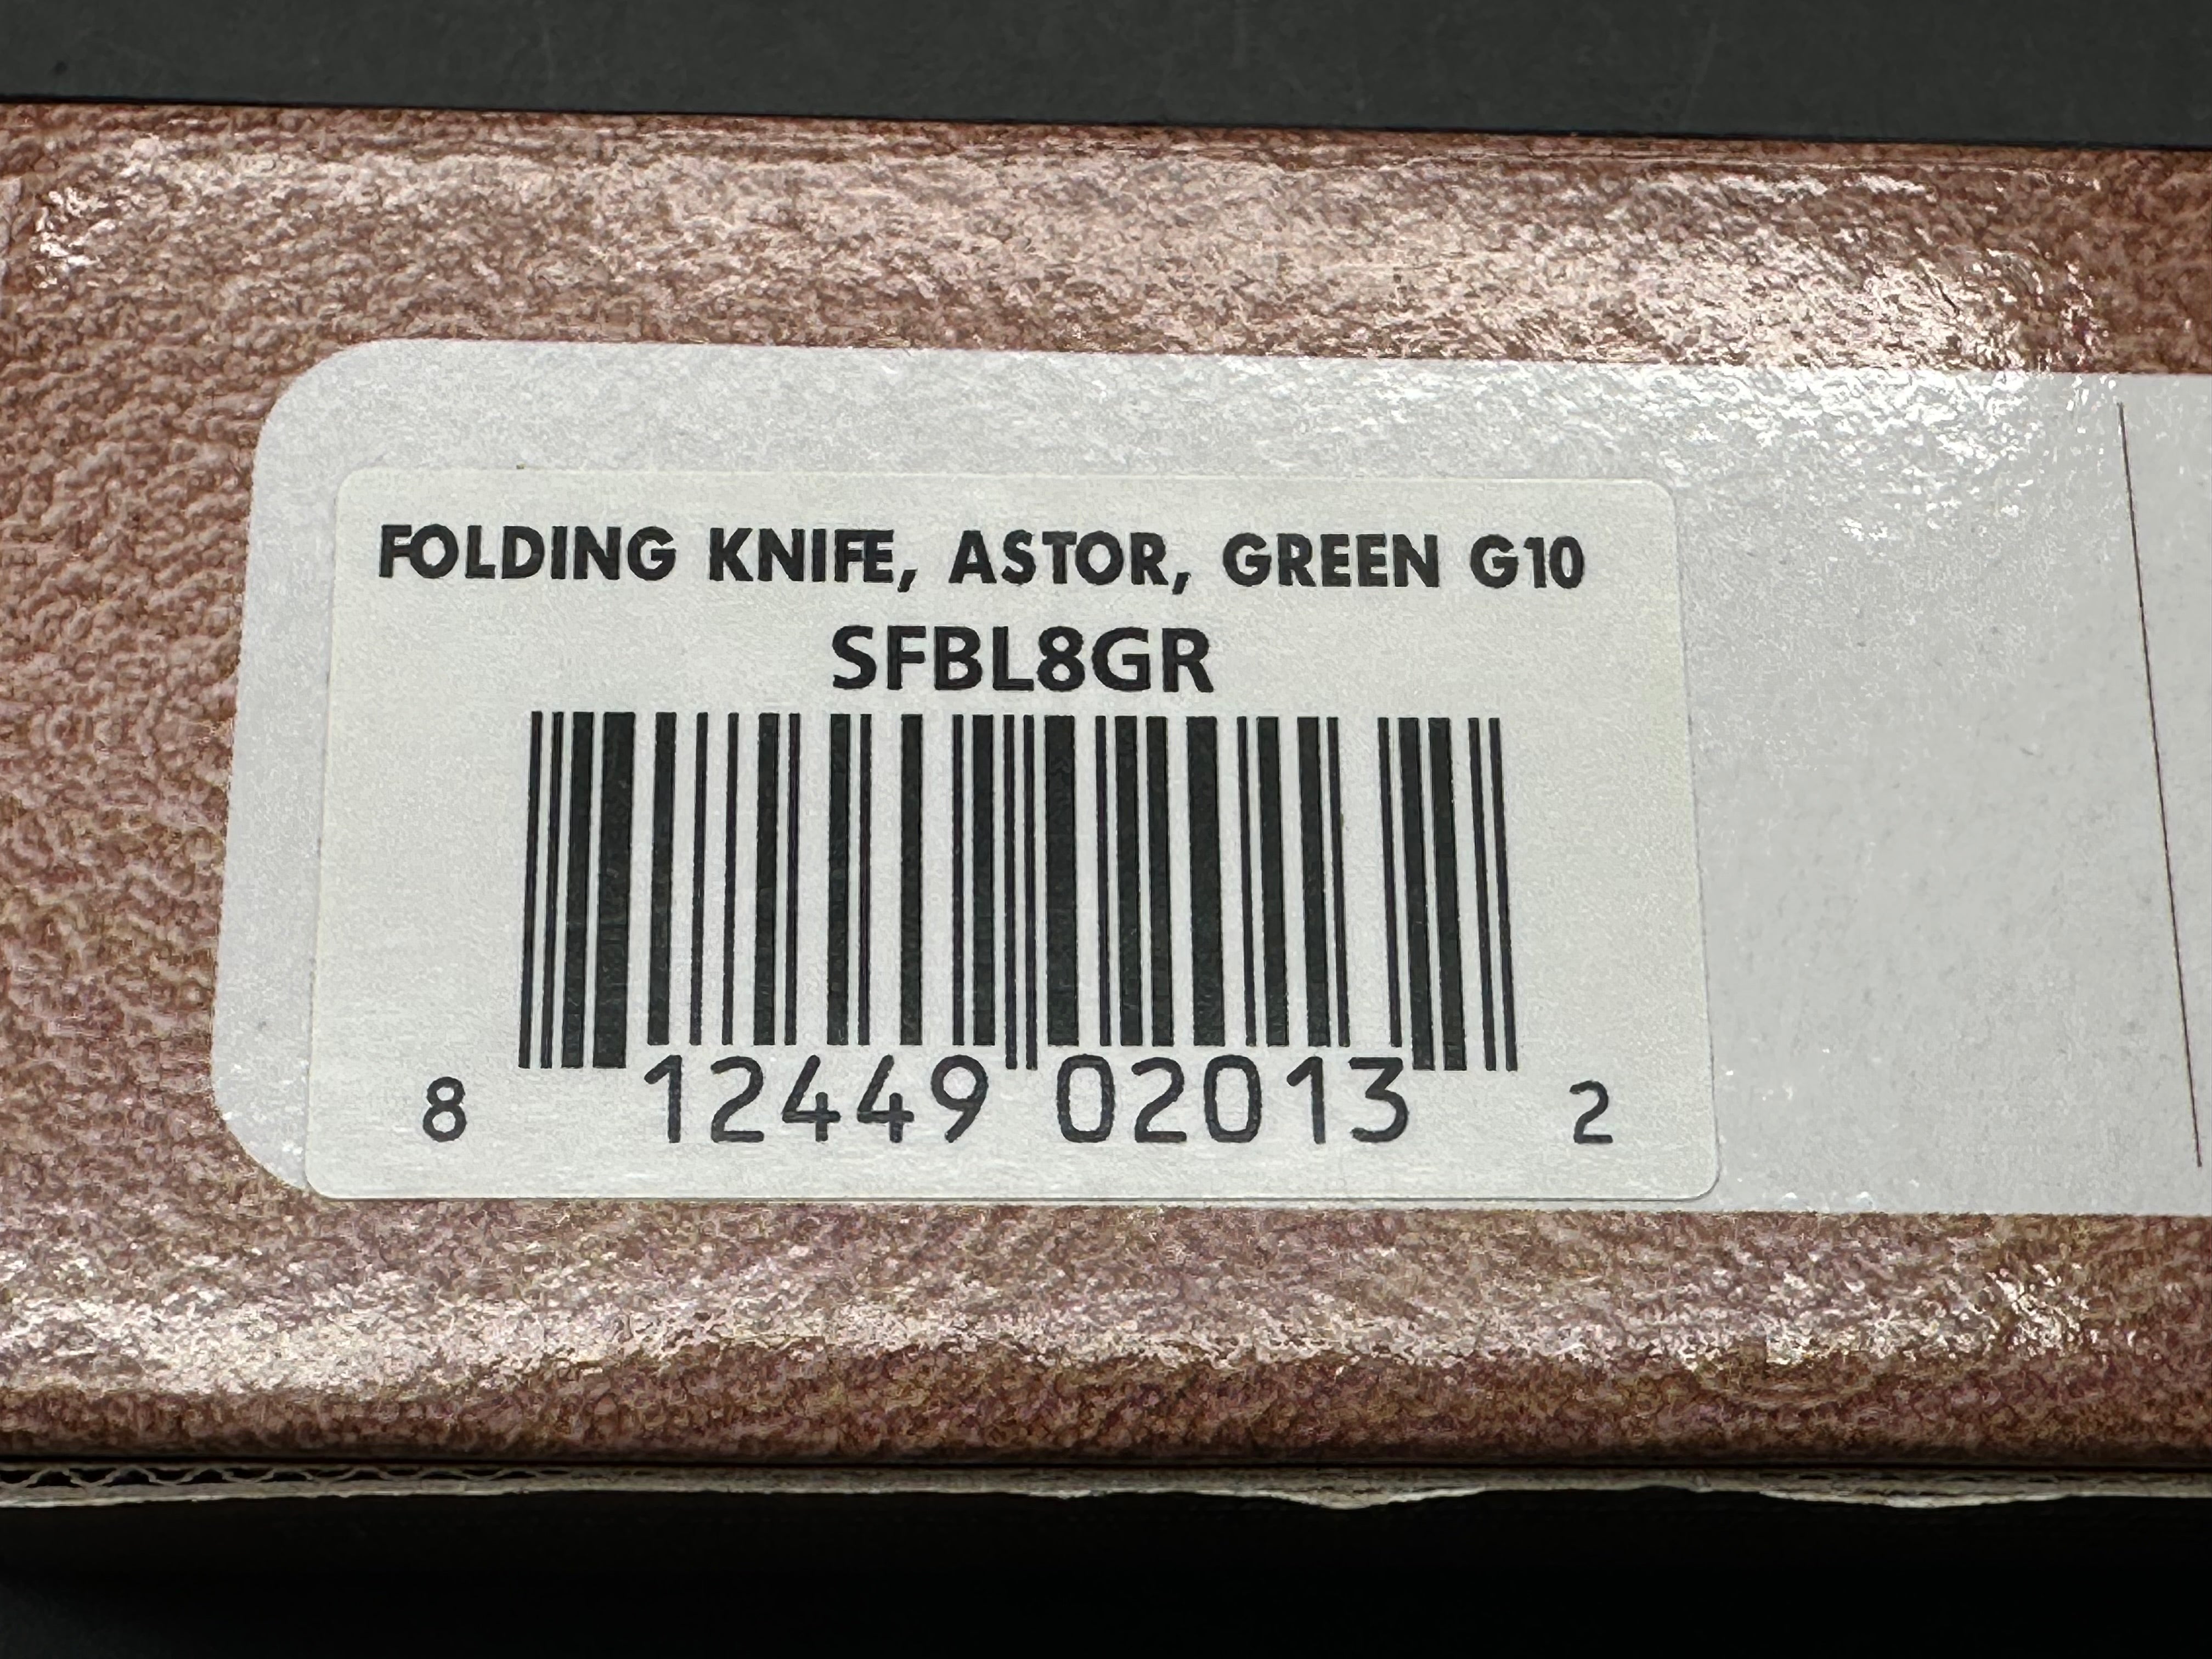 FOLDING KNIFE, ASTOR, GREEN G10
SFBL8GR
8 12449 02013 2